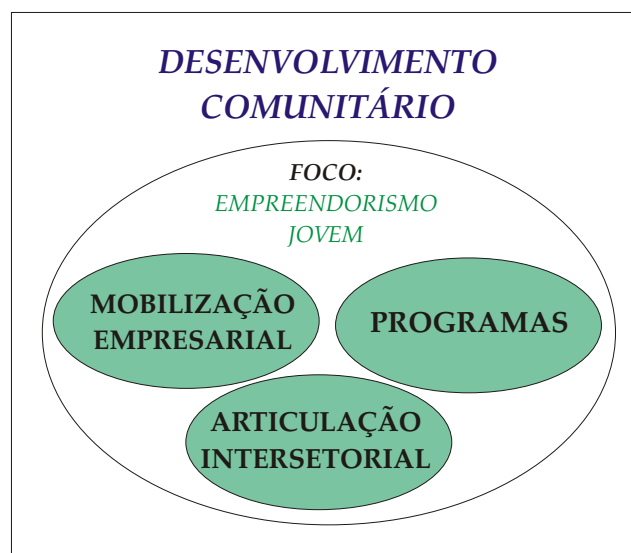 DESENVOLVIMENTO
COMUNITÁRIO
FOCO:
EMPREENDORISMO
JOVEM
MOBILIZAÇÃO
EMPRESARIAL
PROGRAMAS
ARTICULAÇÃO
INTERSETORIAL